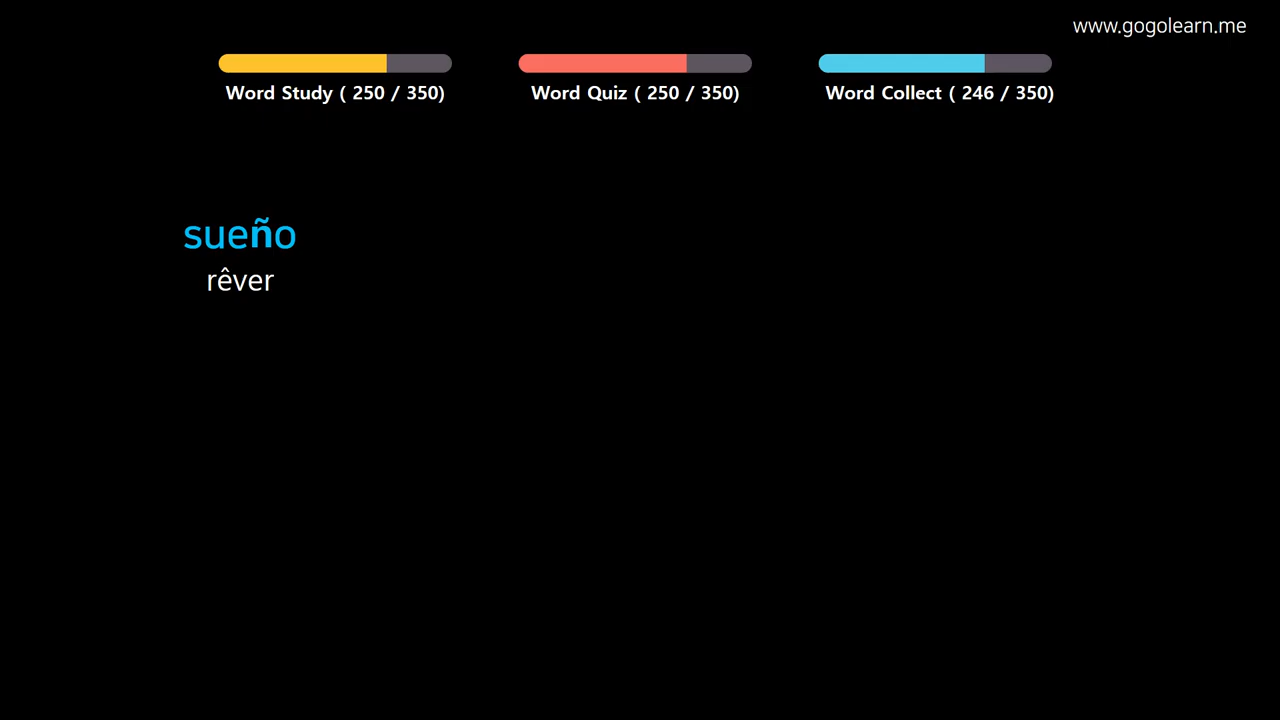 www.gogolearn.me
Word Study ( 250 / 350)
Word Quiz ( 250 / 350)
Word Collect ( 246 / 350)
sueño
rêver